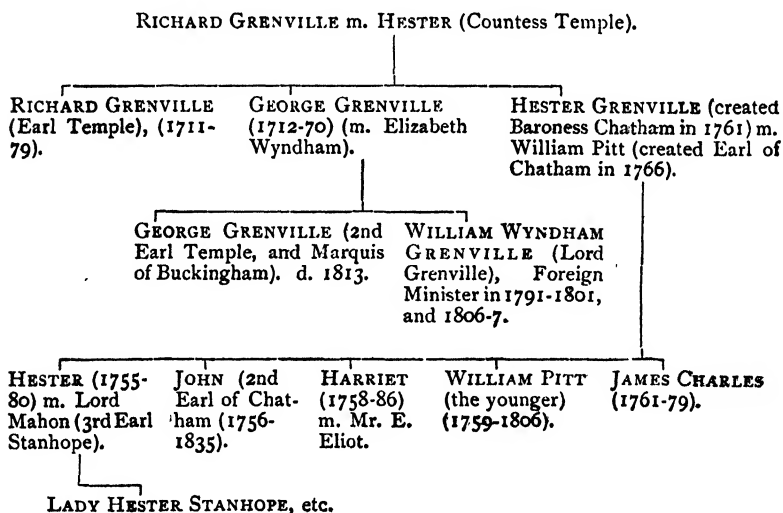 RICHARD GRENVILLE m. HESTER (Countess Temple).
RICHARD GRENVILLE
(Earl Temple), (1711-
79).
GEORGE GRENVILLE
(1712-70) (m. Elizabeth
Wyndham).
HESTER GRENVILLE (created
Baroness Chatham in 1761) m.
William Pitt (created Earl of
Chatham in 1766).
GEORGE GRENVILLE (2nd
Earl Temple, and Marquis
of Buckingham). d. 1813.
WILLIAM WYNDHAM
GRENVILLE (Lord
Grenville), Foreign
Minister in 1791-1801,
and 1806-7.
HESTER (1755-
80) m. Lord
Mahon (3rd Earl
Stanhope).
JOHN (2nd
Earl of Chat-
ham (1756-
1835).
HARRIET
(1758-86)
m. Mr. E.
Eliot.
WILLIAM PITT
(the younger)
(1759-1806).
JAMES CHARLES
(1761-79).
LADY HESTER STANHOPE, etc.